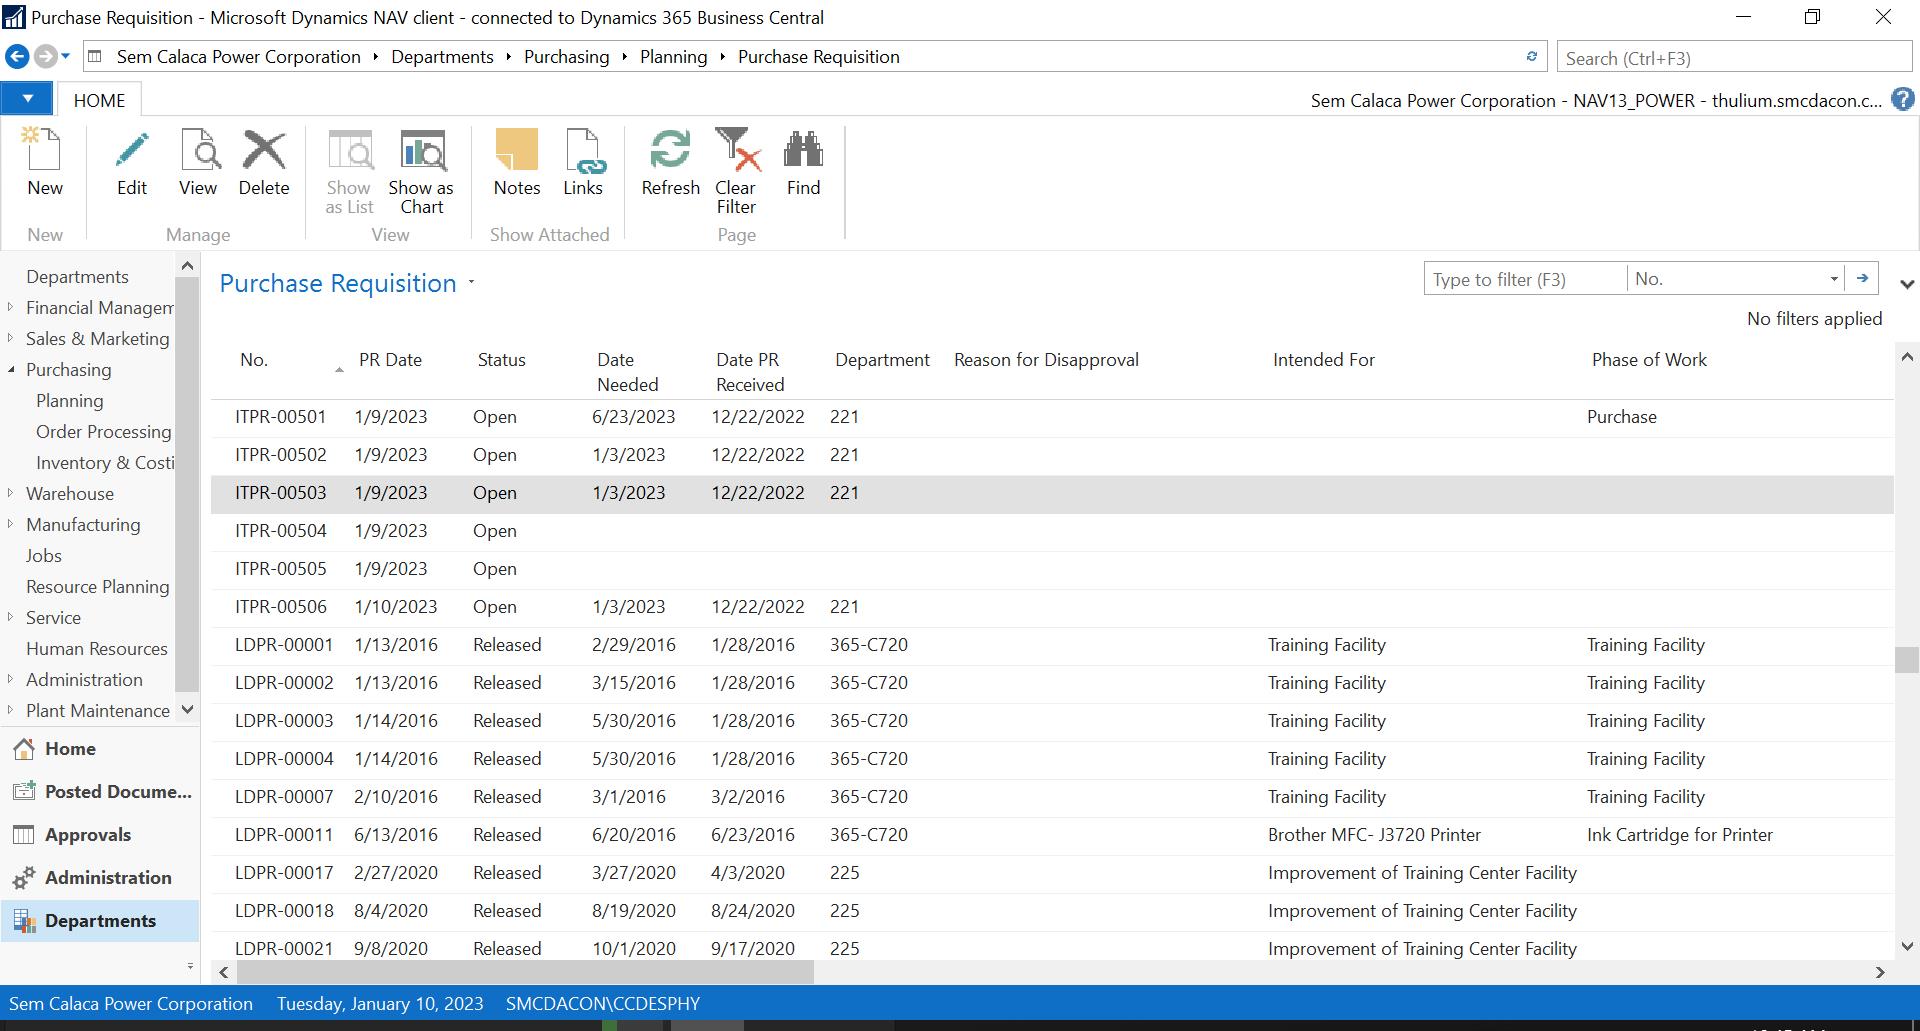 Purchase Requisition - Microsoft Dynamics NAV client - connected to Dynamics 365 Business Central
Sem Calaca Power Corporation Departments Purchasing Planning Purchase Requisition
Search (Ctrl+F3)
HOME
Sem Calaca Power Corporation - NAV13_POWER - thulium.smcdacon.c...
New
Edit
View
Delete
Show as List
Show as Chart
Notes
Links
Refresh
Clear Filter
Find
New
Manage
View
Show Attached
Page
Departments
Financial Managem
Sales & Marketing
Purchasing
Planning
Order Processing
Inventory & Costi
Warehouse
Manufacturing
Jobs
Resource Planning
Service
Human Resources
Administration
Plant Maintenance
Home
Posted Docume...
Approvals
Administration
Departments
Purchase Requisition
Type to filter (F3) No.
No filters applied
No. PR Date Status Date Needed Date PR Received Department Reason for Disapproval Intended For Phase of Work
ITPR-00501 1/9/2023 Open 6/23/2023 12/22/2022 221 Purchase
ITPR-00502 1/9/2023 Open 1/3/2023 12/22/2022 221
ITPR-00503 1/9/2023 Open 1/3/2023 12/22/2022 221
ITPR-00504 1/9/2023 Open
ITPR-00505 1/9/2023 Open
ITPR-00506 1/10/2023 Open 1/3/2023 12/22/2022 221
LDPR-00001 1/13/2016 Released 2/29/2016 1/28/2016 365-C720 Training Facility Training Facility
LDPR-00002 1/13/2016 Released 3/15/2016 1/28/2016 365-C720 Training Facility Training Facility
LDPR-00003 1/14/2016 Released 5/30/2016 1/28/2016 365-C720 Training Facility Training Facility
LDPR-00004 1/14/2016 Released 5/30/2016 1/28/2016 365-C720 Training Facility Training Facility
LDPR-00007 2/10/2016 Released 3/1/2016 3/2/2016 365-C720 Training Facility Training Facility
LDPR-00011 6/13/2016 Released 6/20/2016 6/23/2016 365-C720 Brother MFC- J3720 Printer Ink Cartridge for Printer
LDPR-00017 2/27/2020 Released 3/27/2020 4/3/2020 225 Improvement of Training Center Facility
LDPR-00018 8/4/2020 Released 8/19/2020 8/24/2020 225 Improvement of Training Center Facility
LDPR-00021 9/8/2020 Released 10/1/2020 9/17/2020 225 Improvement of Training Center Facility
Sem Calaca Power Corporation Tuesday, January 10, 2023 SMCDACON\CCDESPHY